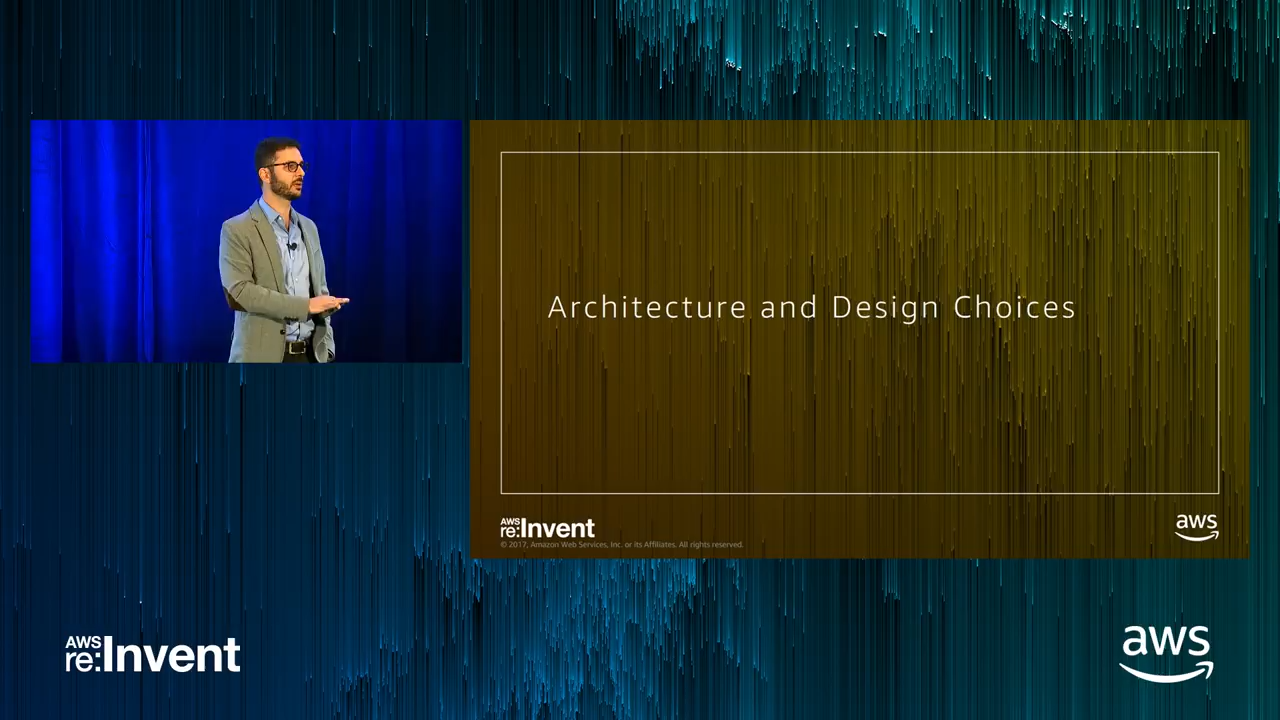 Architecture and Design Choices
AWS
re:Invent
© 2017, Amazon Web Services, Inc. or its Affiliates. All rights reserved.
aws
AWS
re:Invent
aws